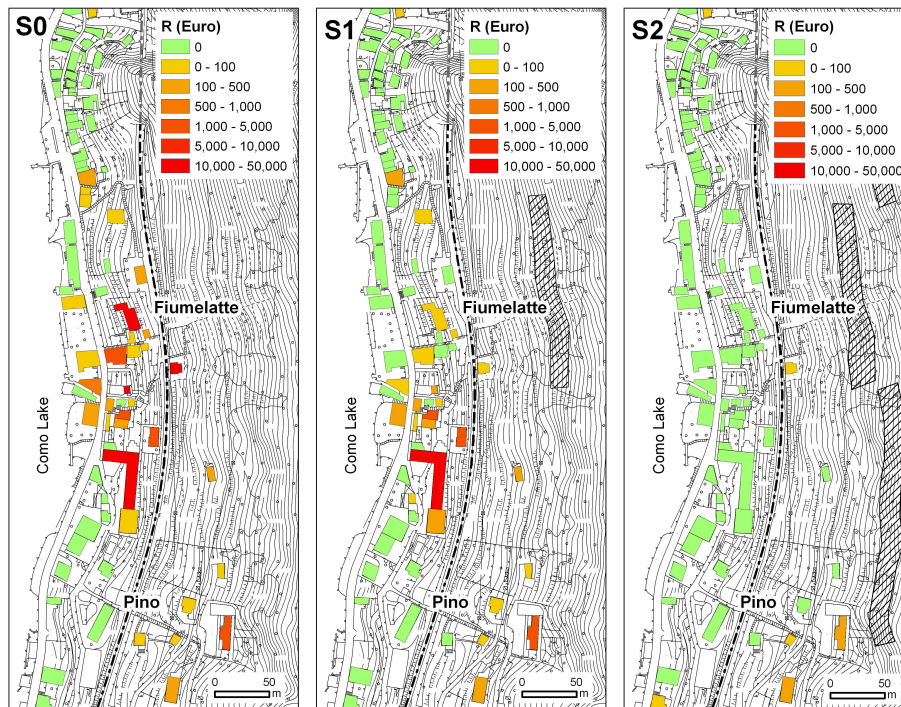 S0
R (Euro)
0
0 - 100
100 - 500
500 - 1,000
1,000 - 5,000
5,000 - 10,000
10,000 - 50,000
Fiumelatte
Como Lake
Pino
0 50
m
S1
R (Euro)
0
0 - 100
100 - 500
500 - 1,000
1,000 - 5,000
5,000 - 10,000
10,000 - 50,000
Fiumelatte
Como Lake
Pino
0 50
m
S2
R (Euro)
0
0 - 100
100 - 500
500 - 1,000
1,000 - 5,000
5,000 - 10,000
10,000 - 50,000
Fiumelatte
Como Lake
Pino
0 50
m